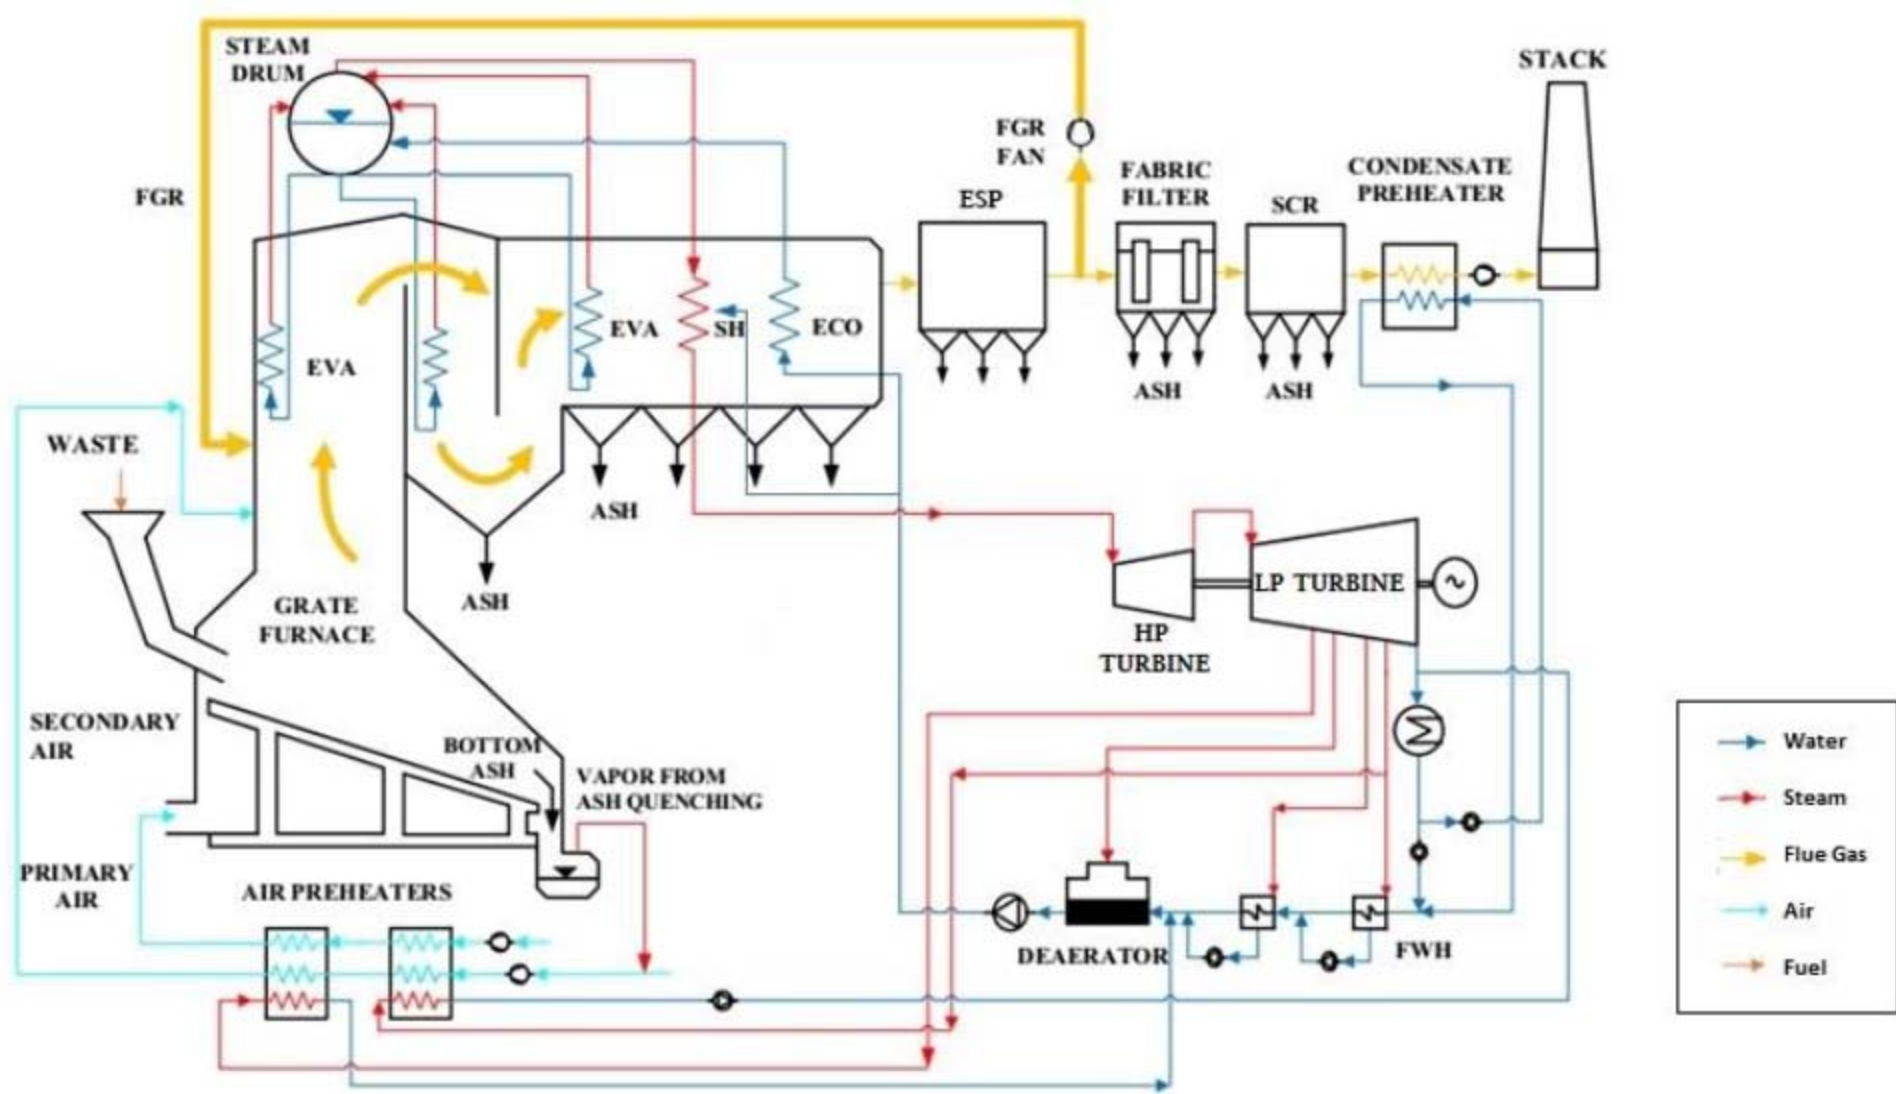 STEAM
DRUM
STACK
FGR
FAN
FABRIC
FILTER
CONDENSATE
PREHEATER
FGR
ESP
SCR
EVA
SH
ECO
EVA
ASH
ASH
WASTE
ASH
ASH
GRATE
FURNACE
LP TURBINE
~
HP
TURBINE
SECONDARY
AIR
BOTTOM
ASH
VAPOR FROM
ASH QUENCHING
PRIMARY
AIR
AIR PREHEATERS
DEAERATOR
FWH
Water
Steam
Flue Gas
Air
Fuel